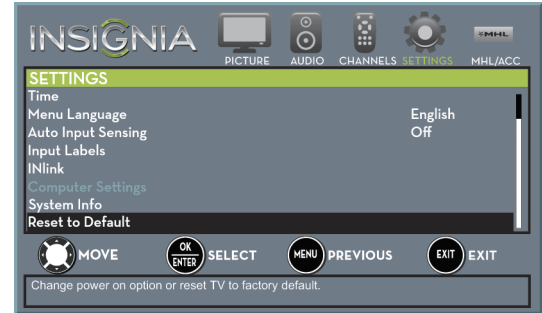 INSIGNIA
PICTURE AUDIO CHANNELS SETTINGS MHL/ACC
MHL
SETTINGS
Time
Menu Language English
Auto Input Sensing Off
Input Labels
INlink
Computer Settings
System Info
Reset to Default
MOVE OK ENTER SELECT MENU PREVIOUS EXIT EXIT
Change power on option or reset TV to factory default.